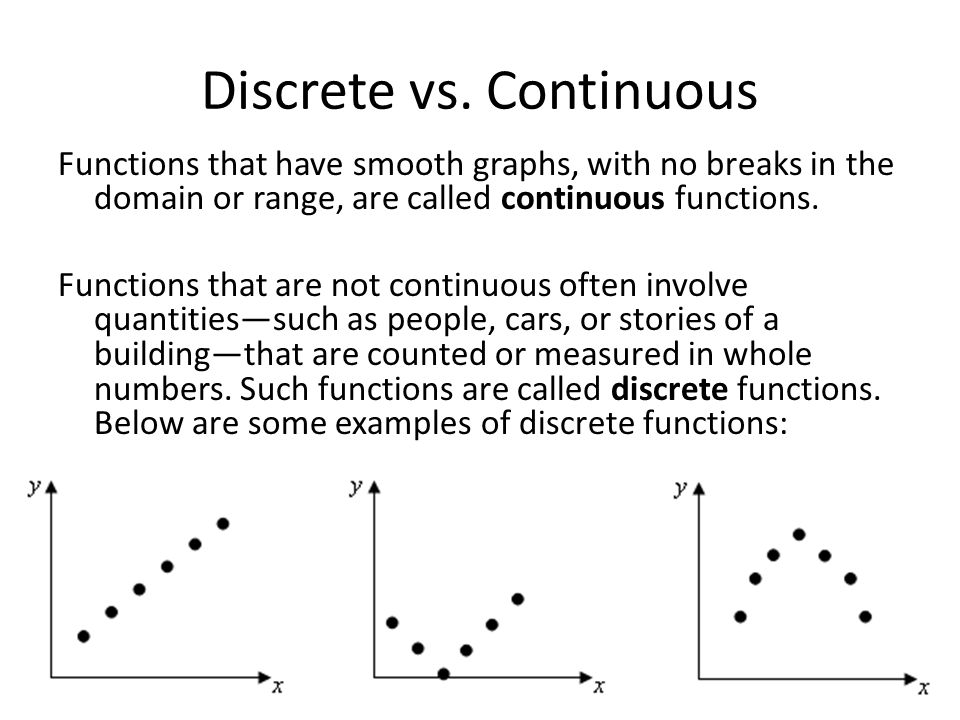 Discrete vs. Continuous
Functions that have smooth graphs, with no breaks in the
domain or range, are called continuous functions.
Functions that are not continuous often involve
quantities—such as people, cars, or stories of a
building—that are counted or measured in whole
numbers. Such functions are called discrete functions.
Below are some examples of discrete functions:
y
x
y
x
y
x